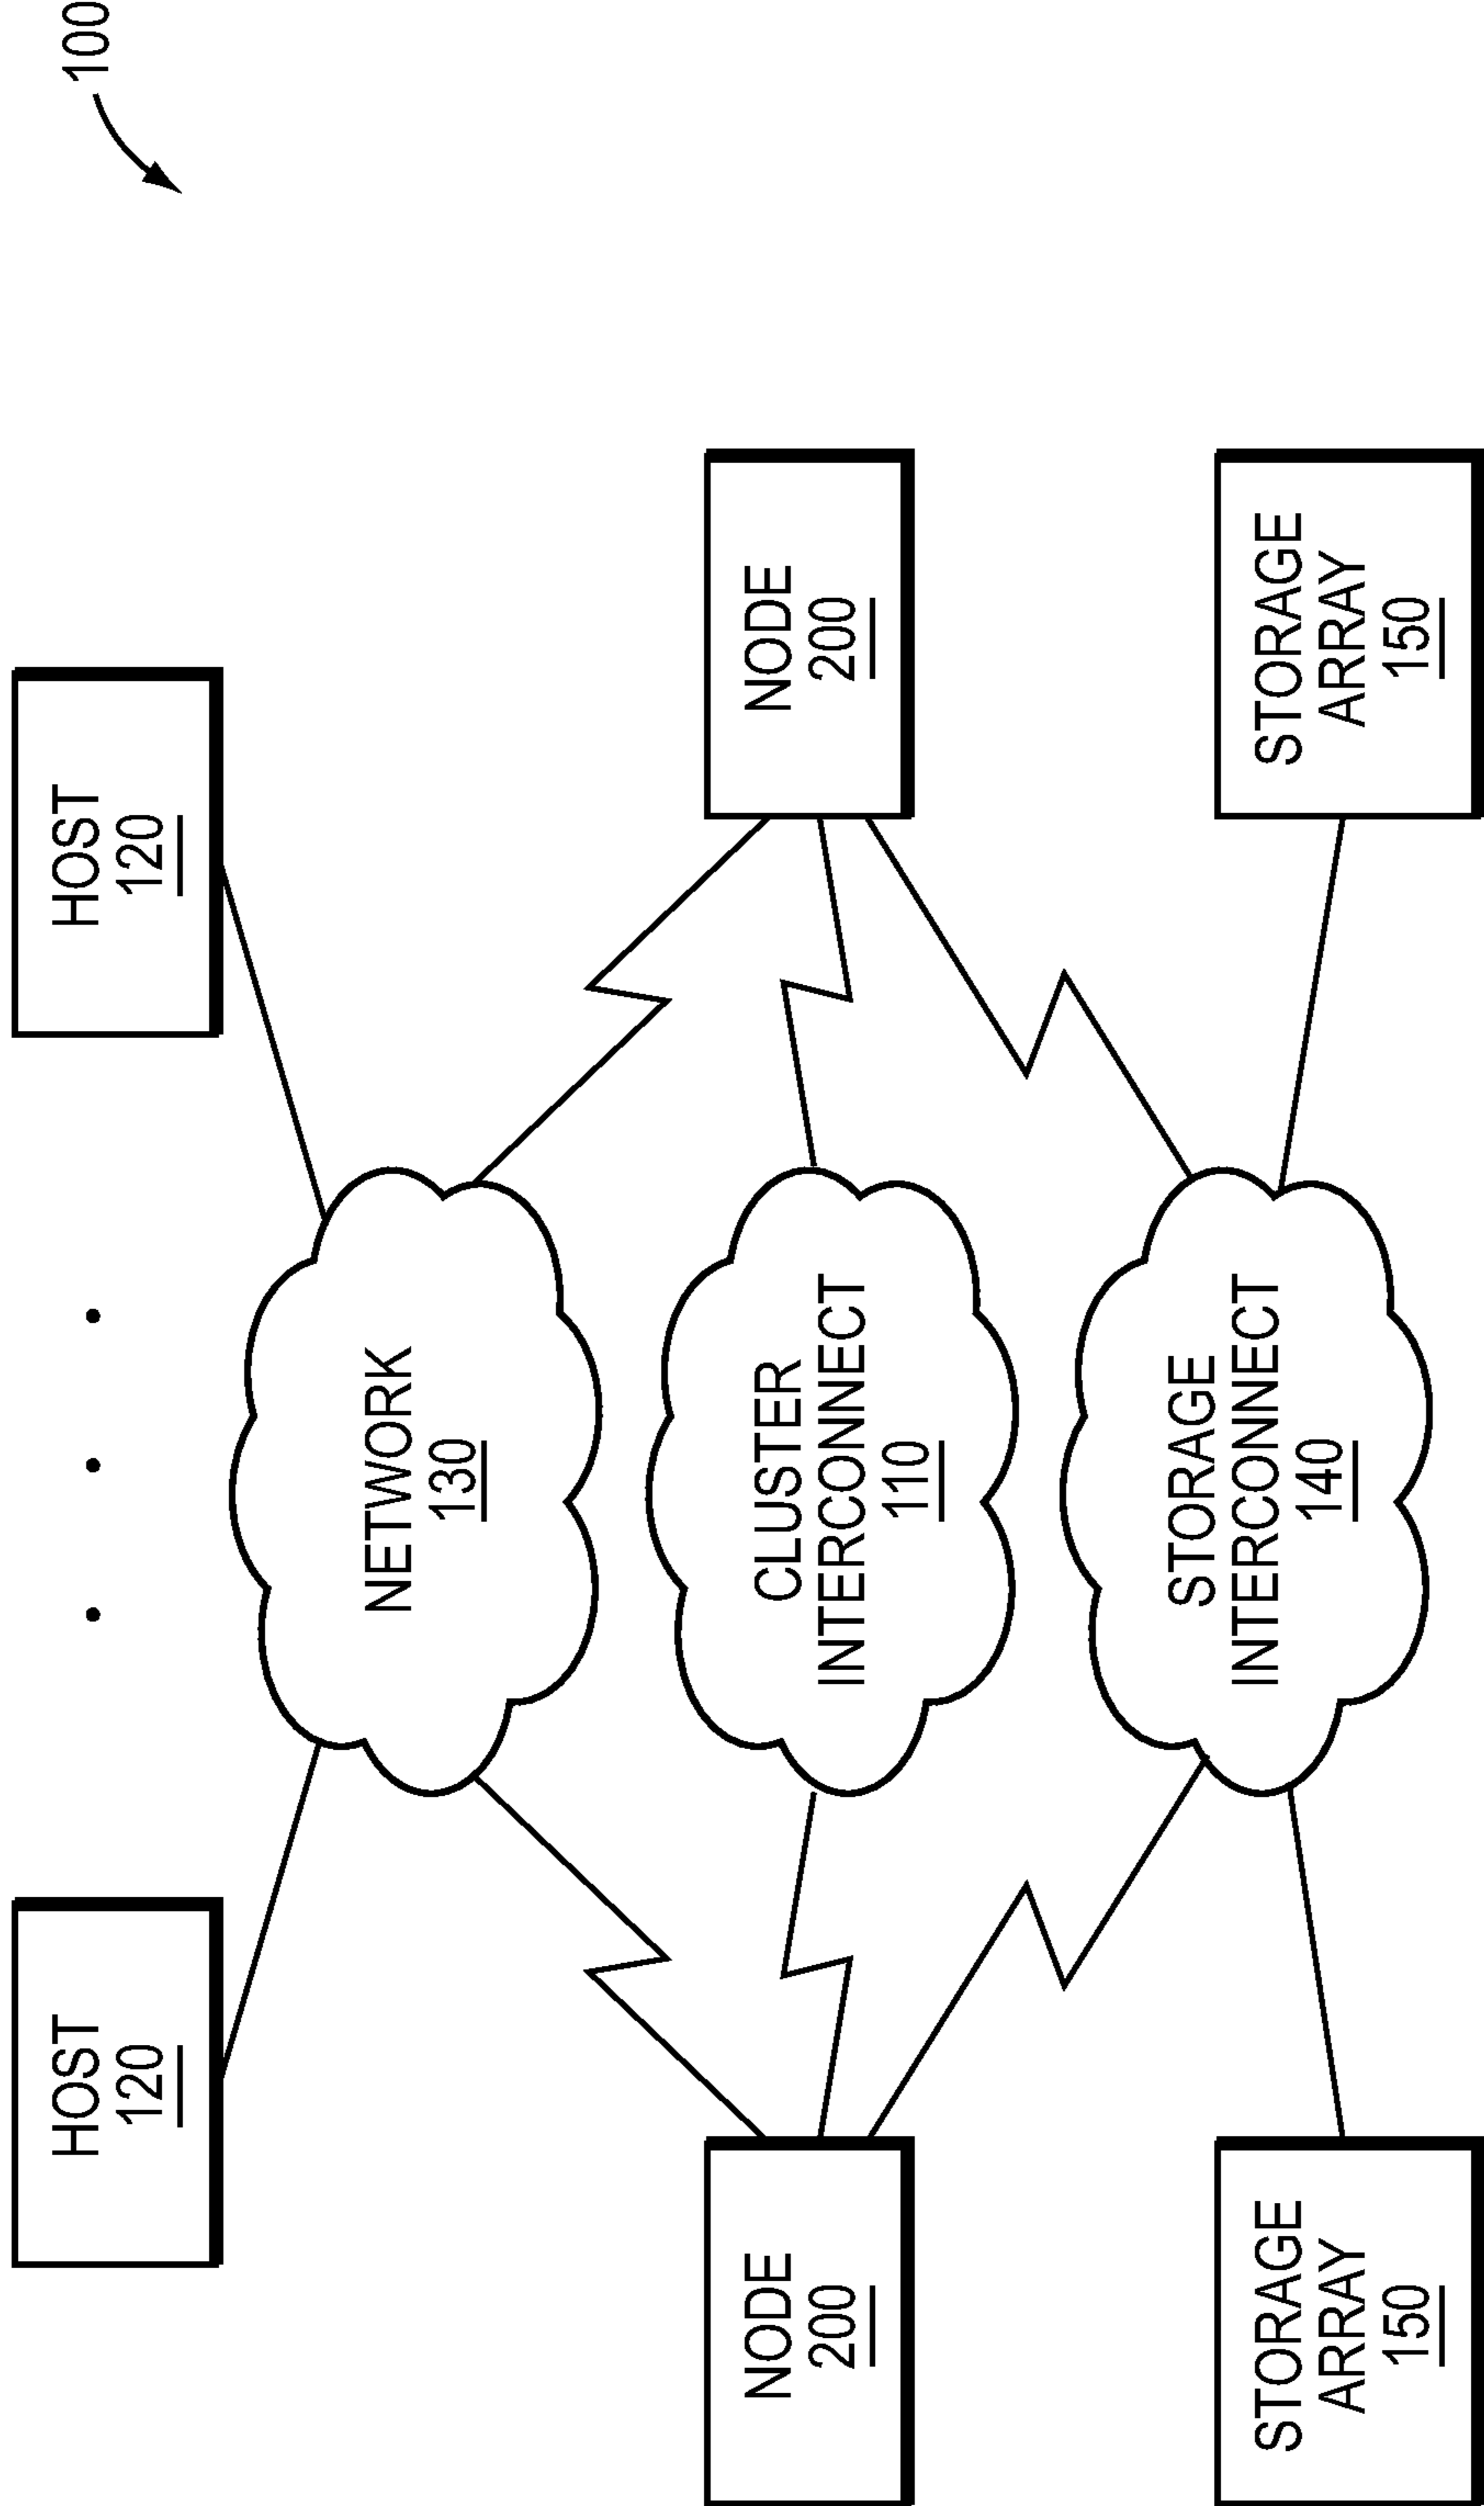 100
HOST
120
HOST
120
NETWORK
130
NODE
200
CLUSTER
INTERCONNECT
110
NODE
200
STORAGE
INTERCONNECT
140
STORAGE
ARRAY
150
STORAGE
ARRAY
150